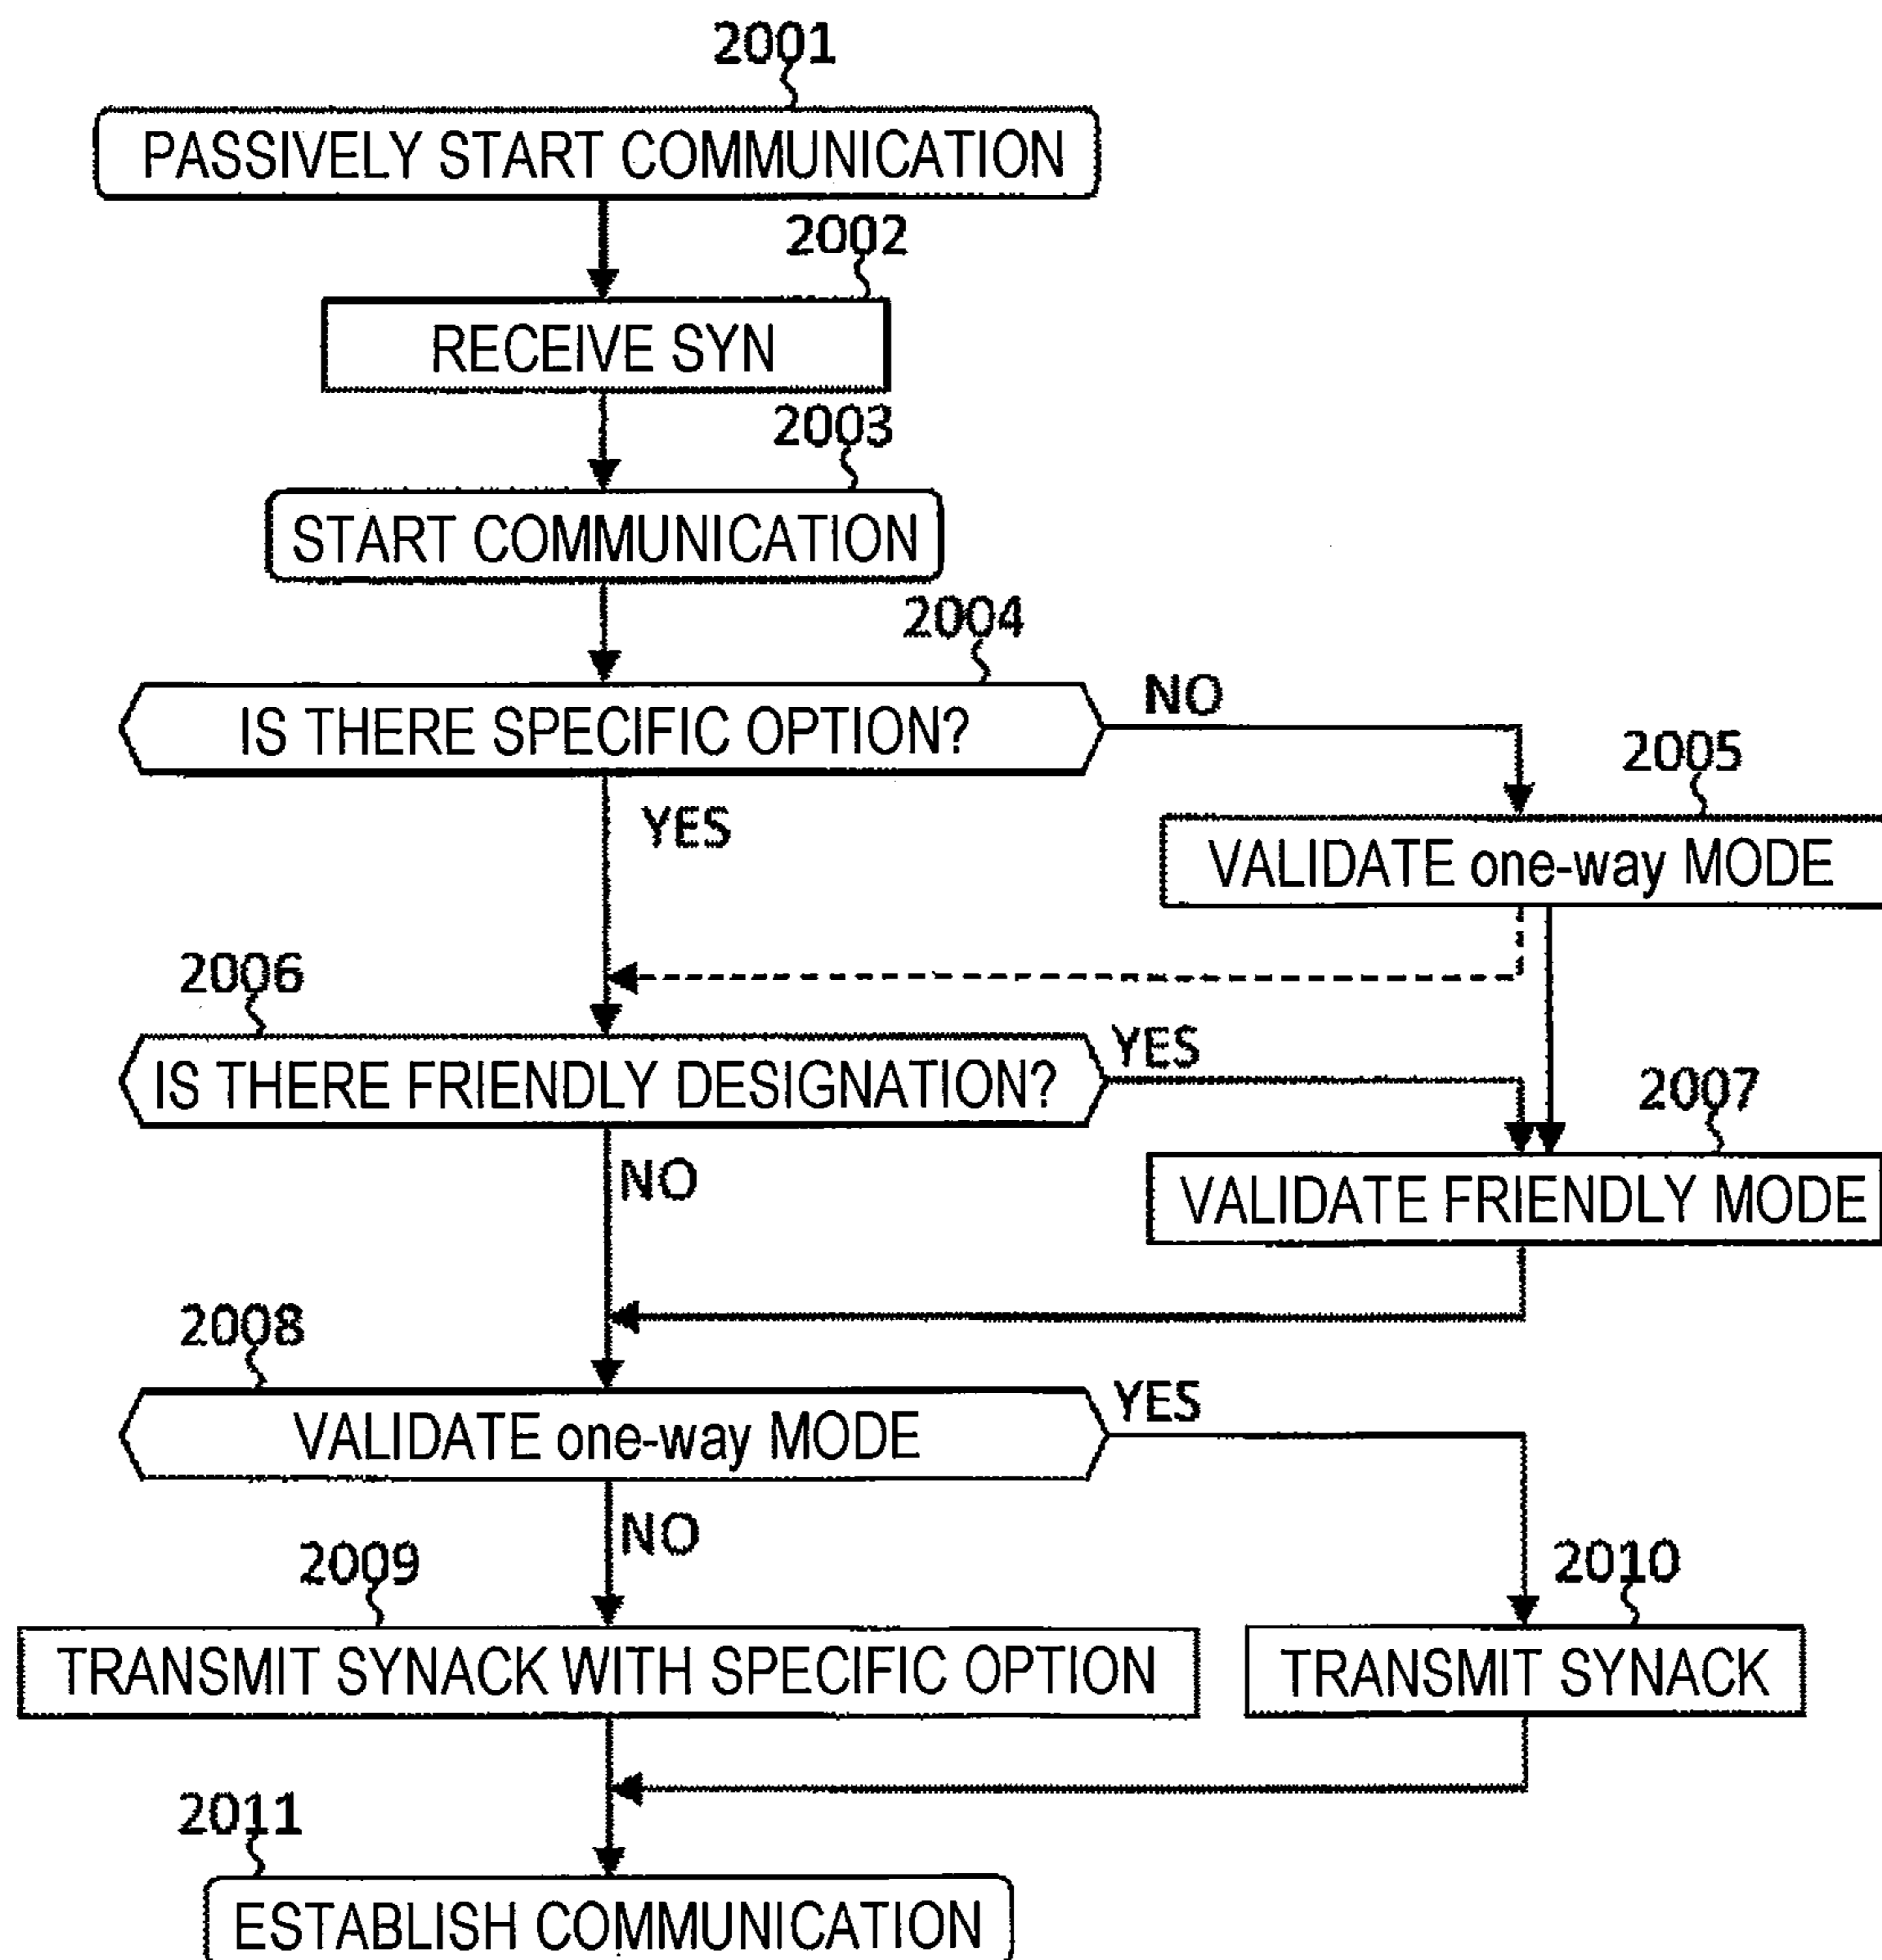 2001
PASSIVELY START COMMUNICATION
2002
RECEIVE SYN
2003
START COMMUNICATION
2004
IS THERE SPECIFIC OPTION?
NO
YES
2005
VALIDATE one-way MODE
2006
IS THERE FRIENDLY DESIGNATION?
YES
NO
2007
VALIDATE FRIENDLY MODE
2008
VALIDATE one-way MODE
YES
NO
2009
TRANSMIT SYNACK WITH SPECIFIC OPTION
2010
TRANSMIT SYNACK
2011
ESTABLISH COMMUNICATION